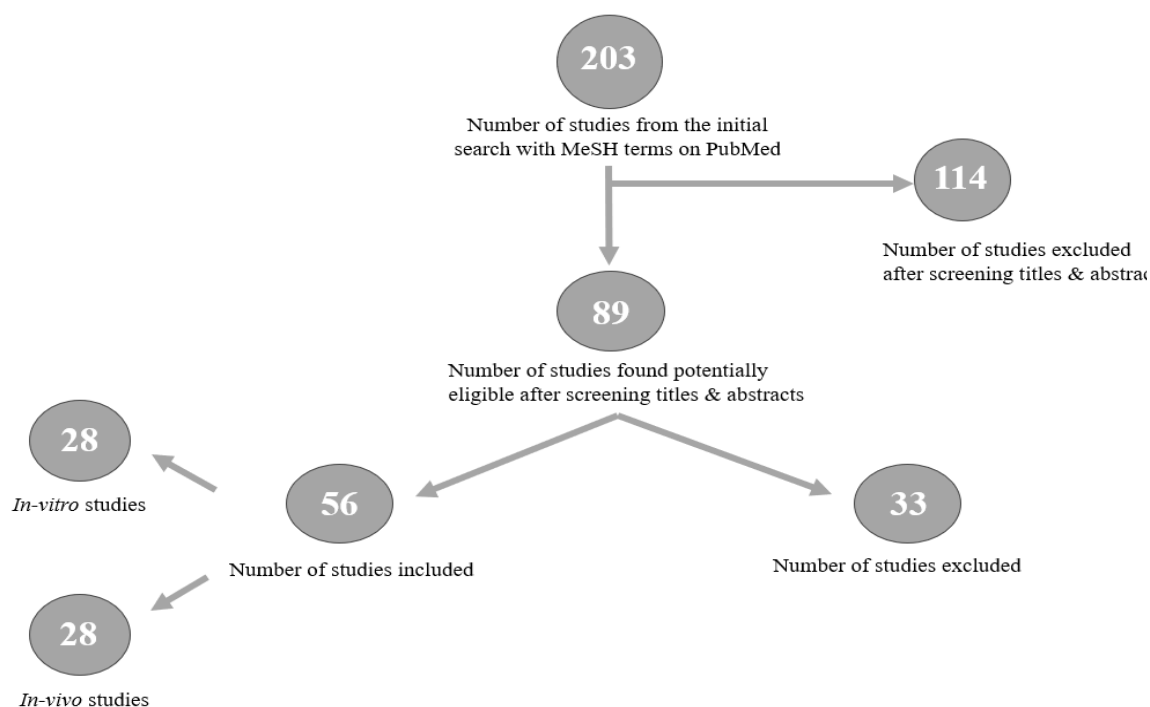 203
Number of studies from the initial
search with MeSH terms on PubMed
114
Number of studies excluded
after screening titles &
89
Number of studies found potentially
eligible after screening titles & abstracts
28
In-vitro studies
56
Number of studies included
33
Number of studies excluded
28
In-vivo studies